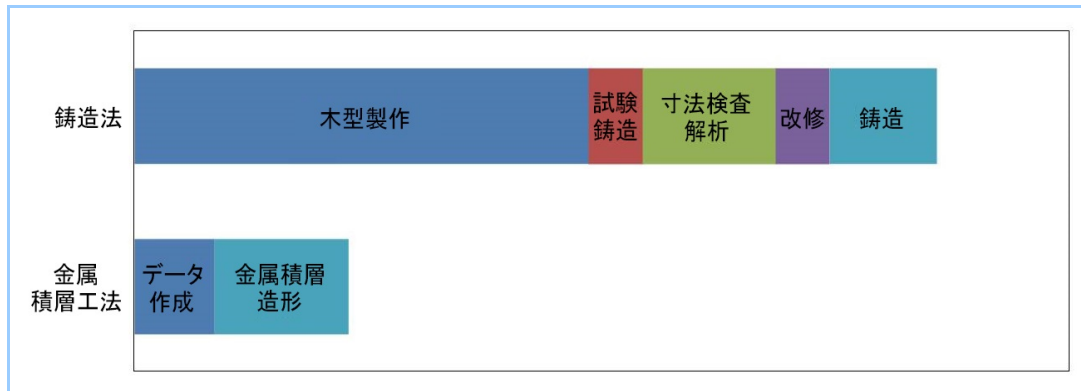 鋳造法
木型製作
試験
鋳造
寸法検査
解析
改修
鋳造
金属
積層工法
データ
作成
金属積層
造形